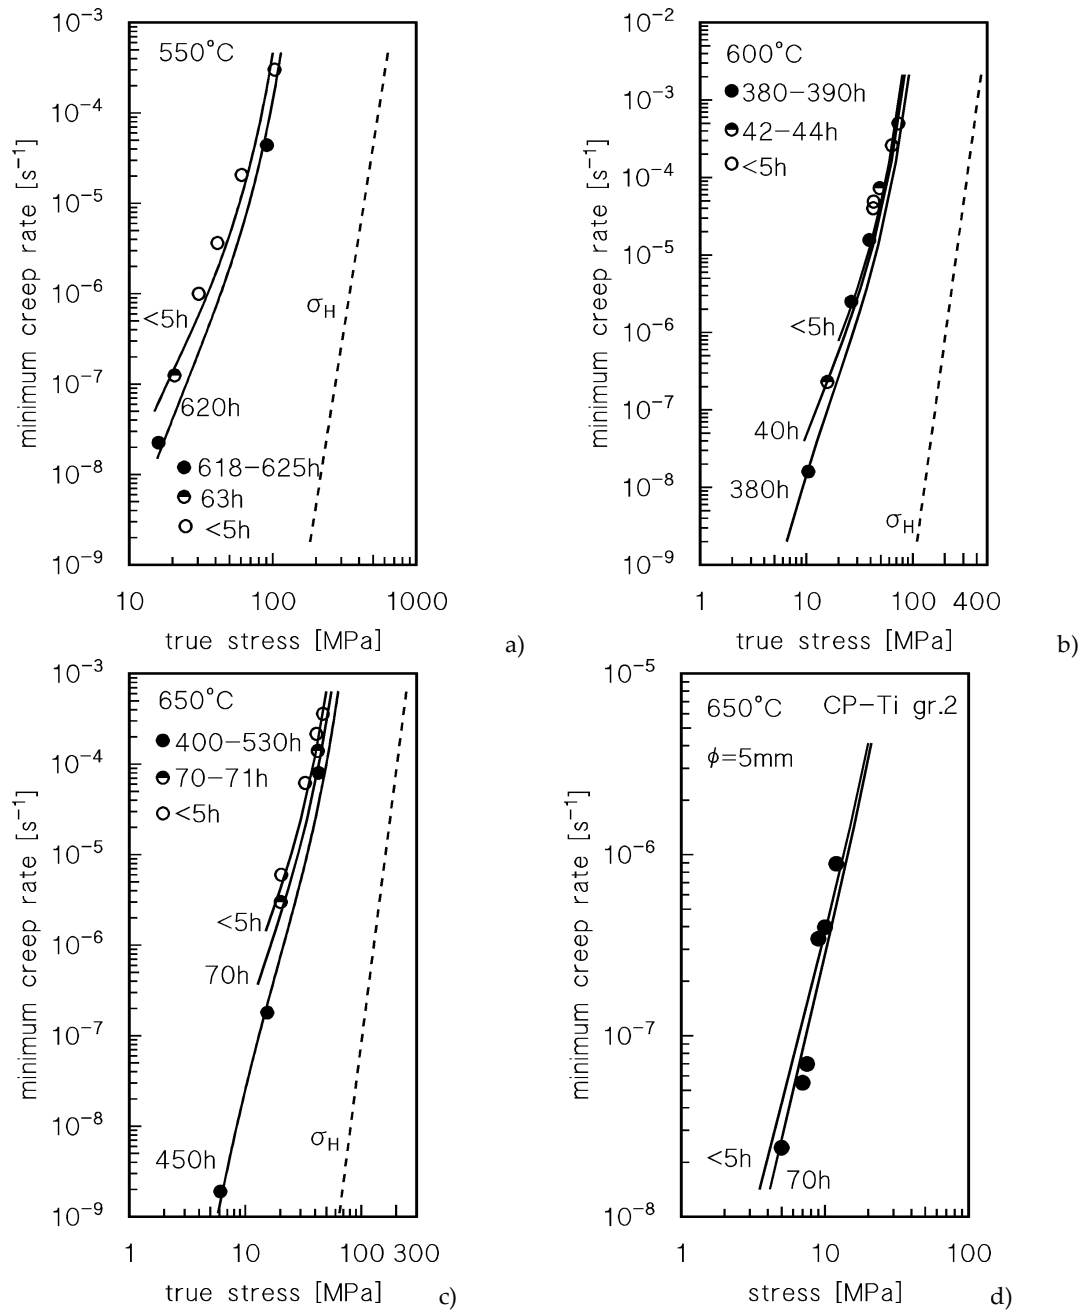 10⁻³
10⁻⁴
10⁻⁵
10⁻⁶
10⁻⁷
10⁻⁸
10⁻⁹
minimum creep rate [s⁻¹]
550°C
σH
<5h
620h
618−625h
63h
<5h
10 100 1000
true stress [MPa]
a)
10⁻²
10⁻³
10⁻⁴
10⁻⁵
10⁻⁶
10⁻⁷
10⁻⁸
10⁻⁹
minimum creep rate [s⁻¹]
600°C
380−390h
42−44h
<5h
<5h
40h
380h
σH
1 10 100 400
true stress [MPa]
b)
10⁻³
10⁻⁴
10⁻⁵
10⁻⁶
10⁻⁷
10⁻⁸
10⁻⁹
minimum creep rate [s⁻¹]
650°C
400−530h
70−71h
<5h
<5h
70h
σH
450h
1 10 100 300
true stress [MPa]
c)
10⁻⁵
10⁻⁶
10⁻⁷
10⁻⁸
minimum creep rate [s⁻¹]
650°C CP−Ti gr.2
ϕ=5mm
<5h
70h
1 10 100
stress [MPa]
d)